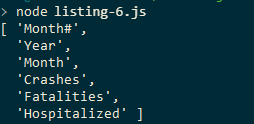 > node listing-6.js
[ 'Month#',
'Year',
'Month',
'Crashes',
'Fatalities',
'Hospitalized' ]